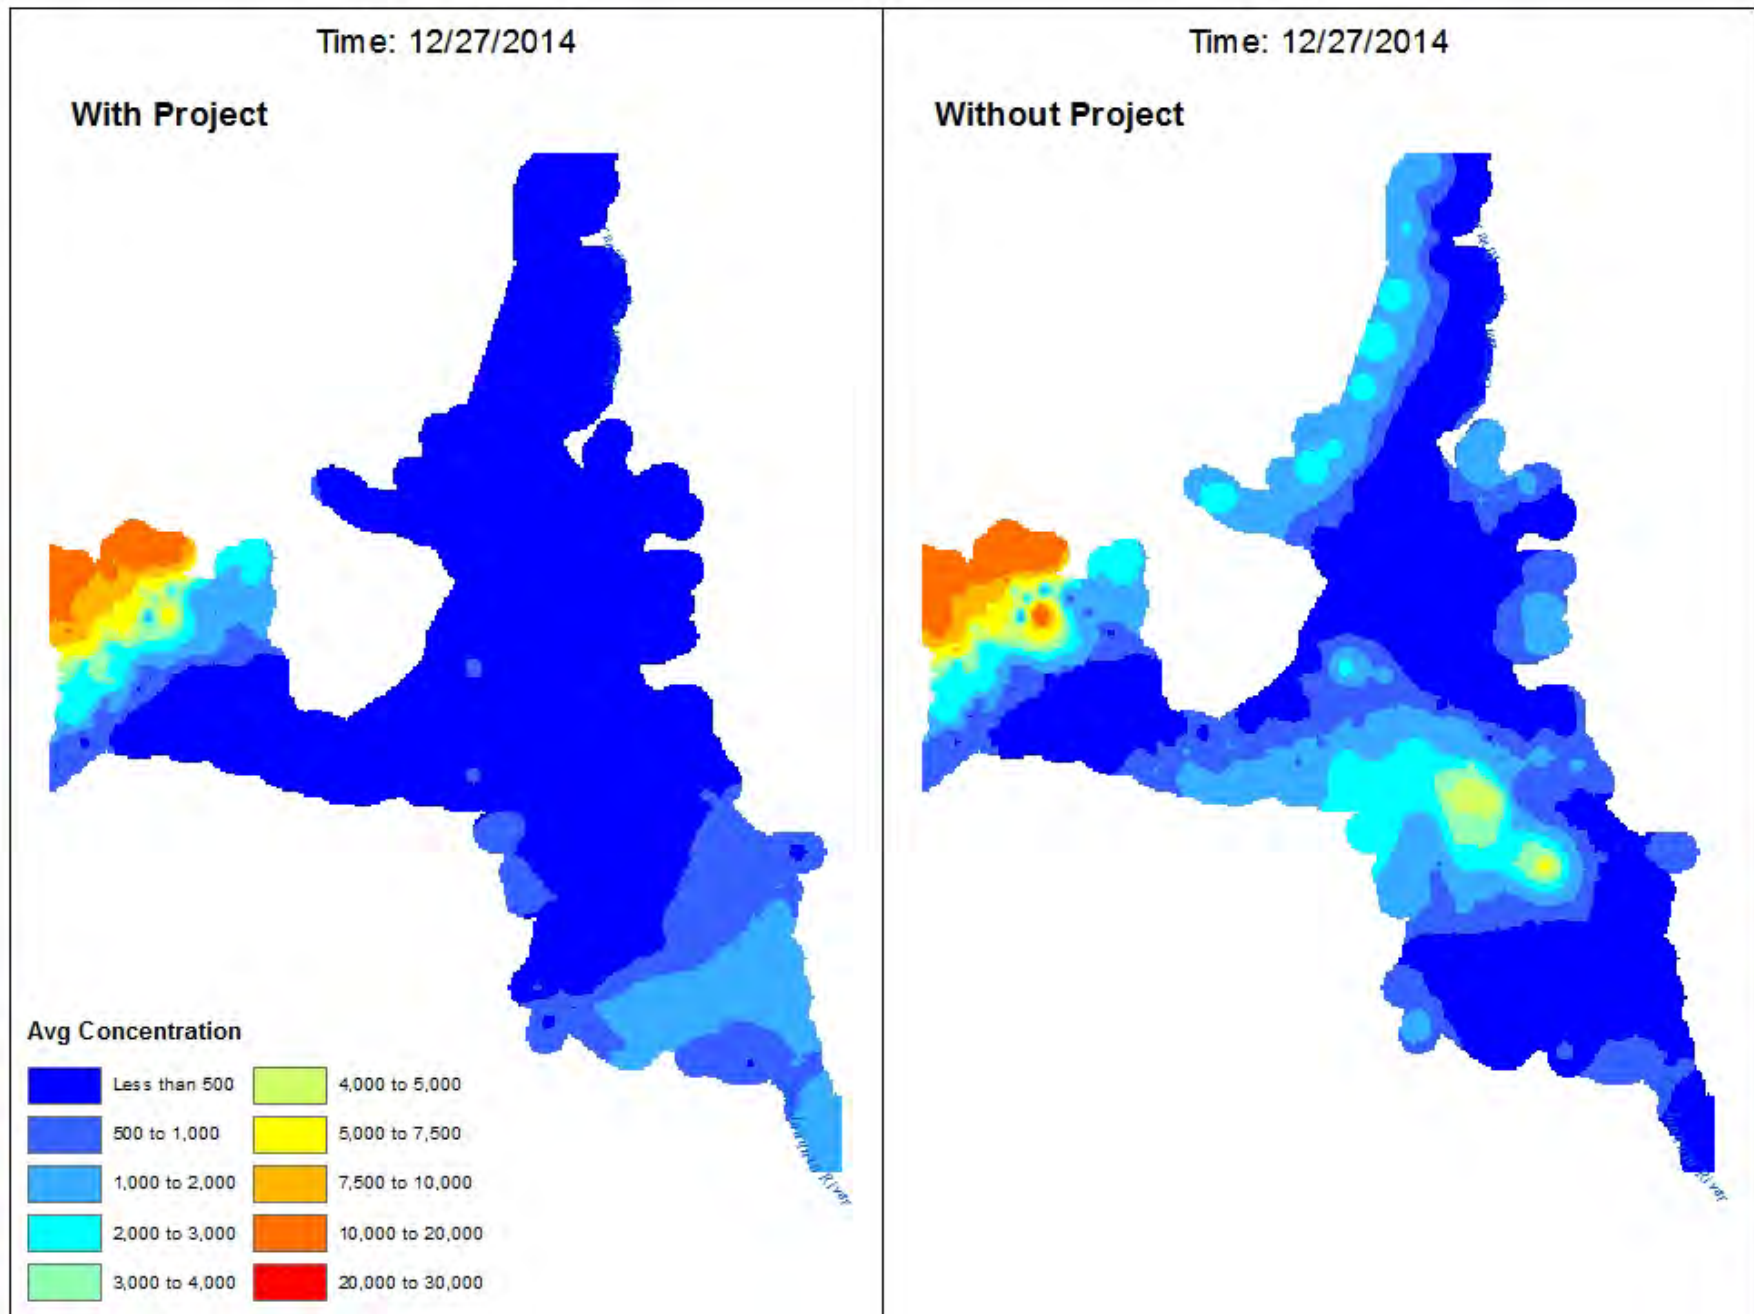 Time: 12/27/2014
With Project
Time: 12/27/2014
Without Project
Avg Concentration
Less than 500
500 to 1,000
1,000 to 2,000
2,000 to 3,000
3,000 to 4,000
4,000 to 5,000
5,000 to 7,500
7,500 to 10,000
10,000 to 20,000
20,000 to 30,000
River
River